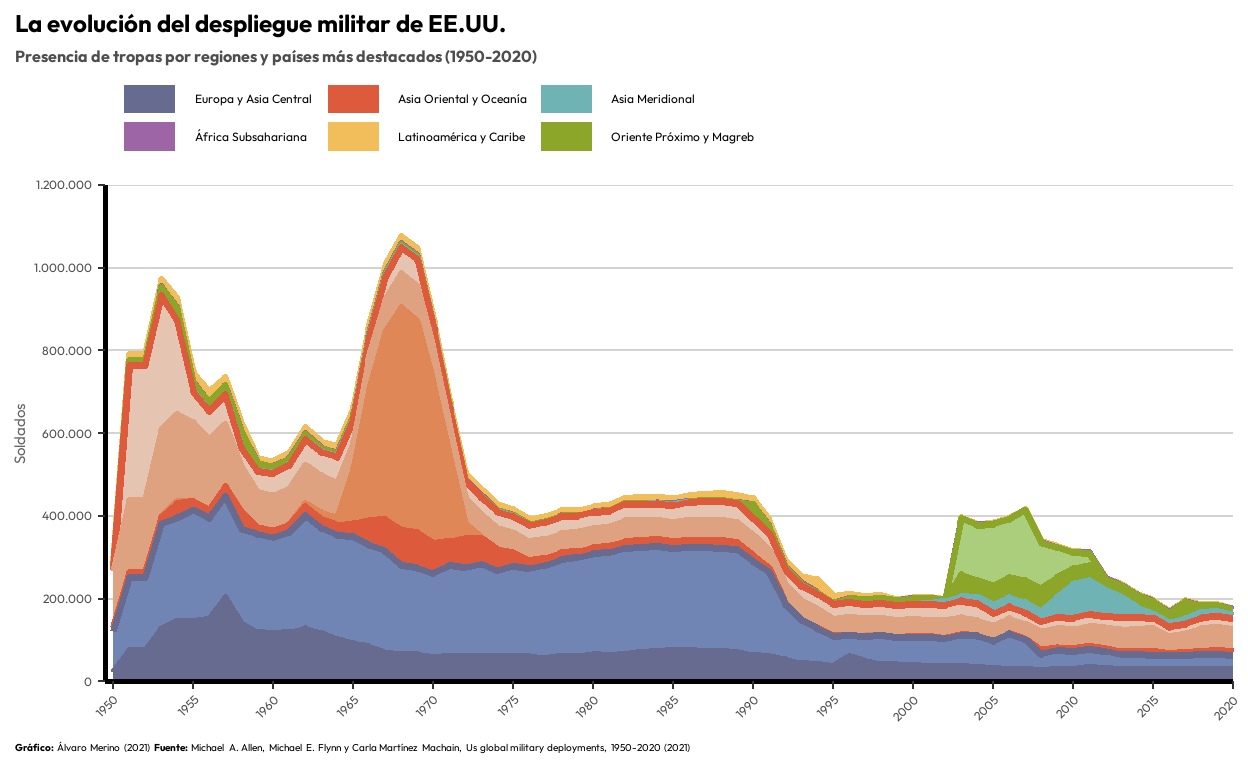 La evolución del despliegue militar de EE.UU.
Presencia de tropas por regiones y países más destacados (1950-2020)
Europa y Asia Central
Asia Oriental y Oceanía
Asia Meridional
África Subsahariana
Latinoamérica y Caribe
Oriente Próximo y Magreb
1.200.000
1.000.000
800.000
600.000
400.000
200.000
0
Soldados
1950
1955
1960
1965
1970
1975
1980
1985
1990
1995
2000
2005
2010
2015
2020
Gráfico: Álvaro Merino (2021) Fuente: Michael A. Allen, Michael E. Flynn y Carla Martínez Machain, Us global military deployments, 1950-2020 (2021)